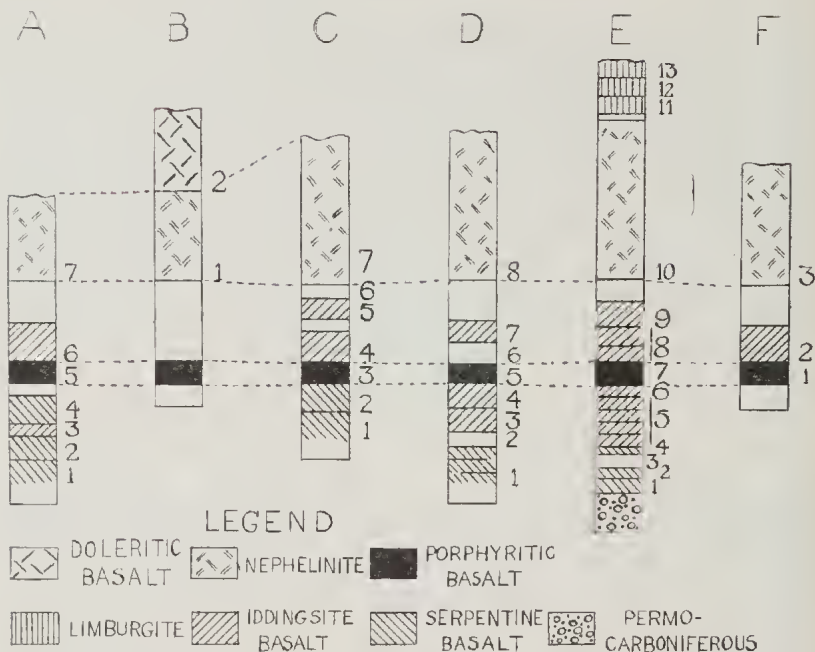 A B C D E F
13
12
11
2
7 1 7 8 10 3
6
5
9
7
8
2
6 4 6
5 3 5 7 1
4 2 4 6
3 3 5
2 1 2 4
3
2
1 1 1
LEGEND
DOLERITIC BASALT
NEPHELINITE
PORPHYRITIC BASALT
LIMBURGITE
IDDINGSITE BASALT
SERPENTINE BASALT
PERMO-CARBONIFEROUS